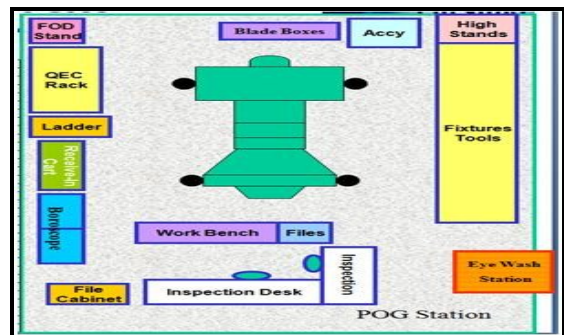 FOD
Stand
Blade Boxes
Accy
High
Stands
QEC
Rack
Ladder
Fixtures
Tools
Receive-In
Cart
Boroscope
Work Bench
Files
Inspection
Eye Wash
Station
File
Cabinet
Inspection Desk
POG Station